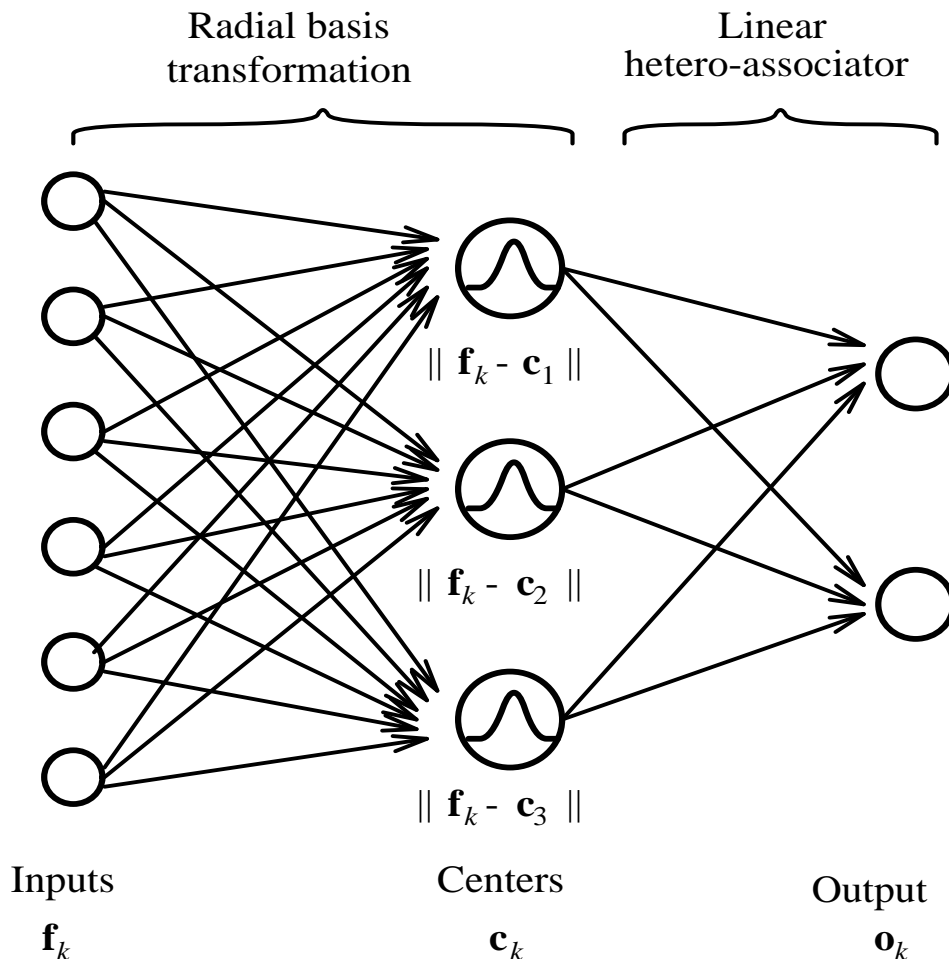 Radial basis
transformation
Linear
hetero-associator
|| f_k - c_1 ||
|| f_k - c_2 ||
|| f_k - c_3 ||
Inputs
Centers
Output
f_k
c_k
o_k